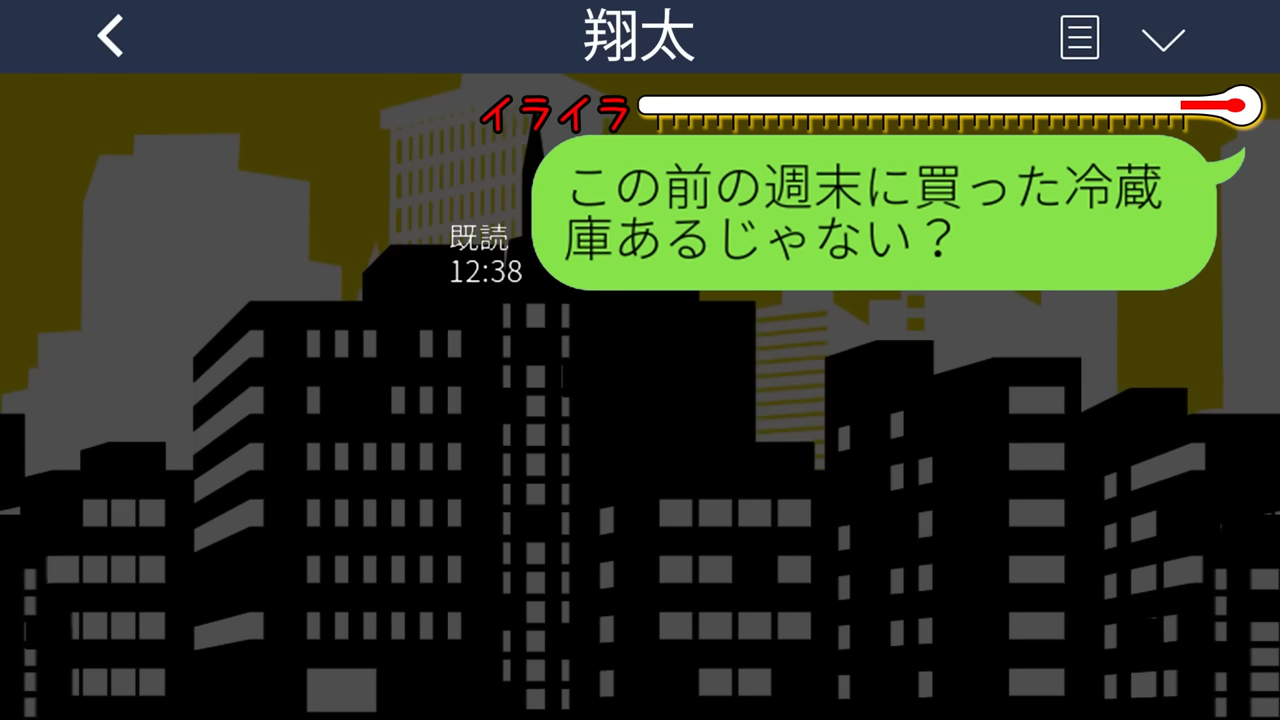 翔太
イライラ
この前の週末に買った冷蔵
庫あるじゃない？
既読
12:38